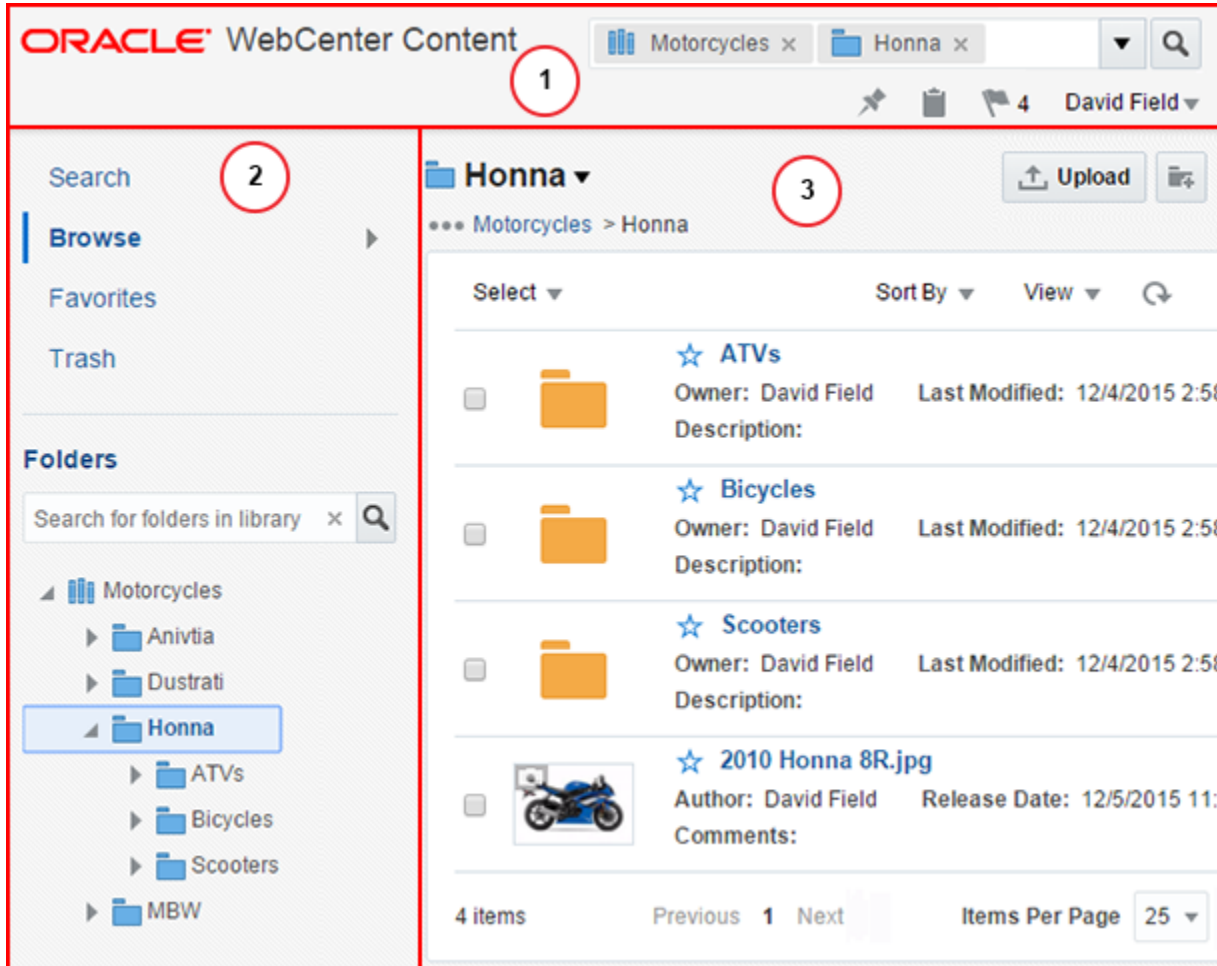 ORACLE WebCenter Content
Motorcycles × Honna ×
1
4 David Field
Search
2
Browse
Favorites
Trash
Folders
Search for folders in library ×
Motorcycles
Anivtia
Dustrati
Honna
ATVs
Bicycles
Scooters
MBW
Honna
3
Upload
••• Motorcycles > Honna
Select Sort By View
ATVs
Owner: David Field Last Modified: 12/4/2015 2:58
Description:
Bicycles
Owner: David Field Last Modified: 12/4/2015 2:58
Description:
Scooters
Owner: David Field Last Modified: 12/4/2015 2:58
Description:
2010 Honna 8R.jpg
Author: David Field Release Date: 12/5/2015 11:
Comments:
4 items Previous 1 Next Items Per Page 25